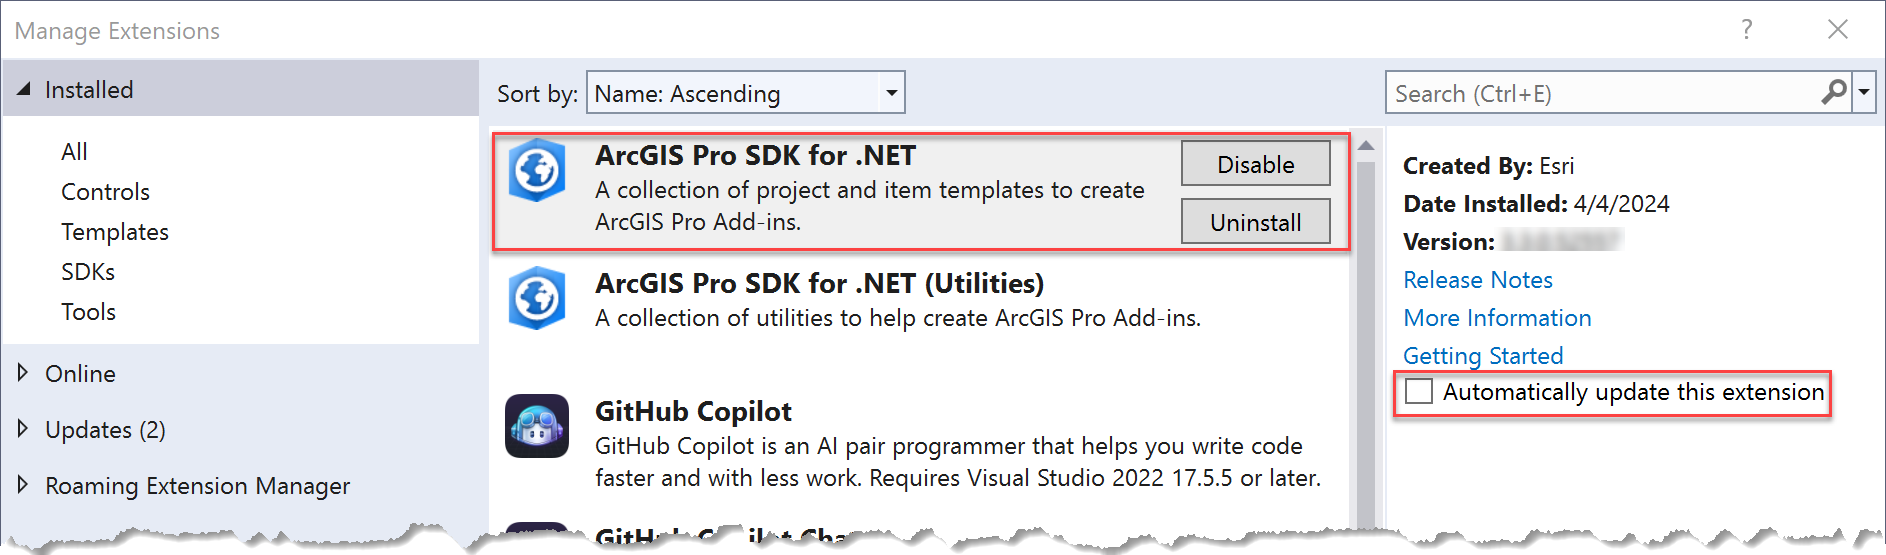 Manage Extensions
?
Installed
All
Controls
Templates
SDKs
Tools
Online
Updates (2)
Roaming Extension Manager
Sort by: Name: Ascending
ArcGIS Pro SDK for .NET
A collection of project and item templates to create
ArcGIS Pro Add-ins.
Disable
Uninstall
ArcGIS Pro SDK for .NET (Utilities)
A collection of utilities to help create ArcGIS Pro Add-ins.
GitHub Copilot
GitHub Copilot is an AI pair programmer that helps you write code
faster and with less work. Requires Visual Studio 2022 17.5.5 or later.
GitHub Copilot
Search (Ctrl+E)
Created By: Esri
Date Installed: 4/4/2024
Version:
Release Notes
More Information
Getting Started
Automatically update this extension